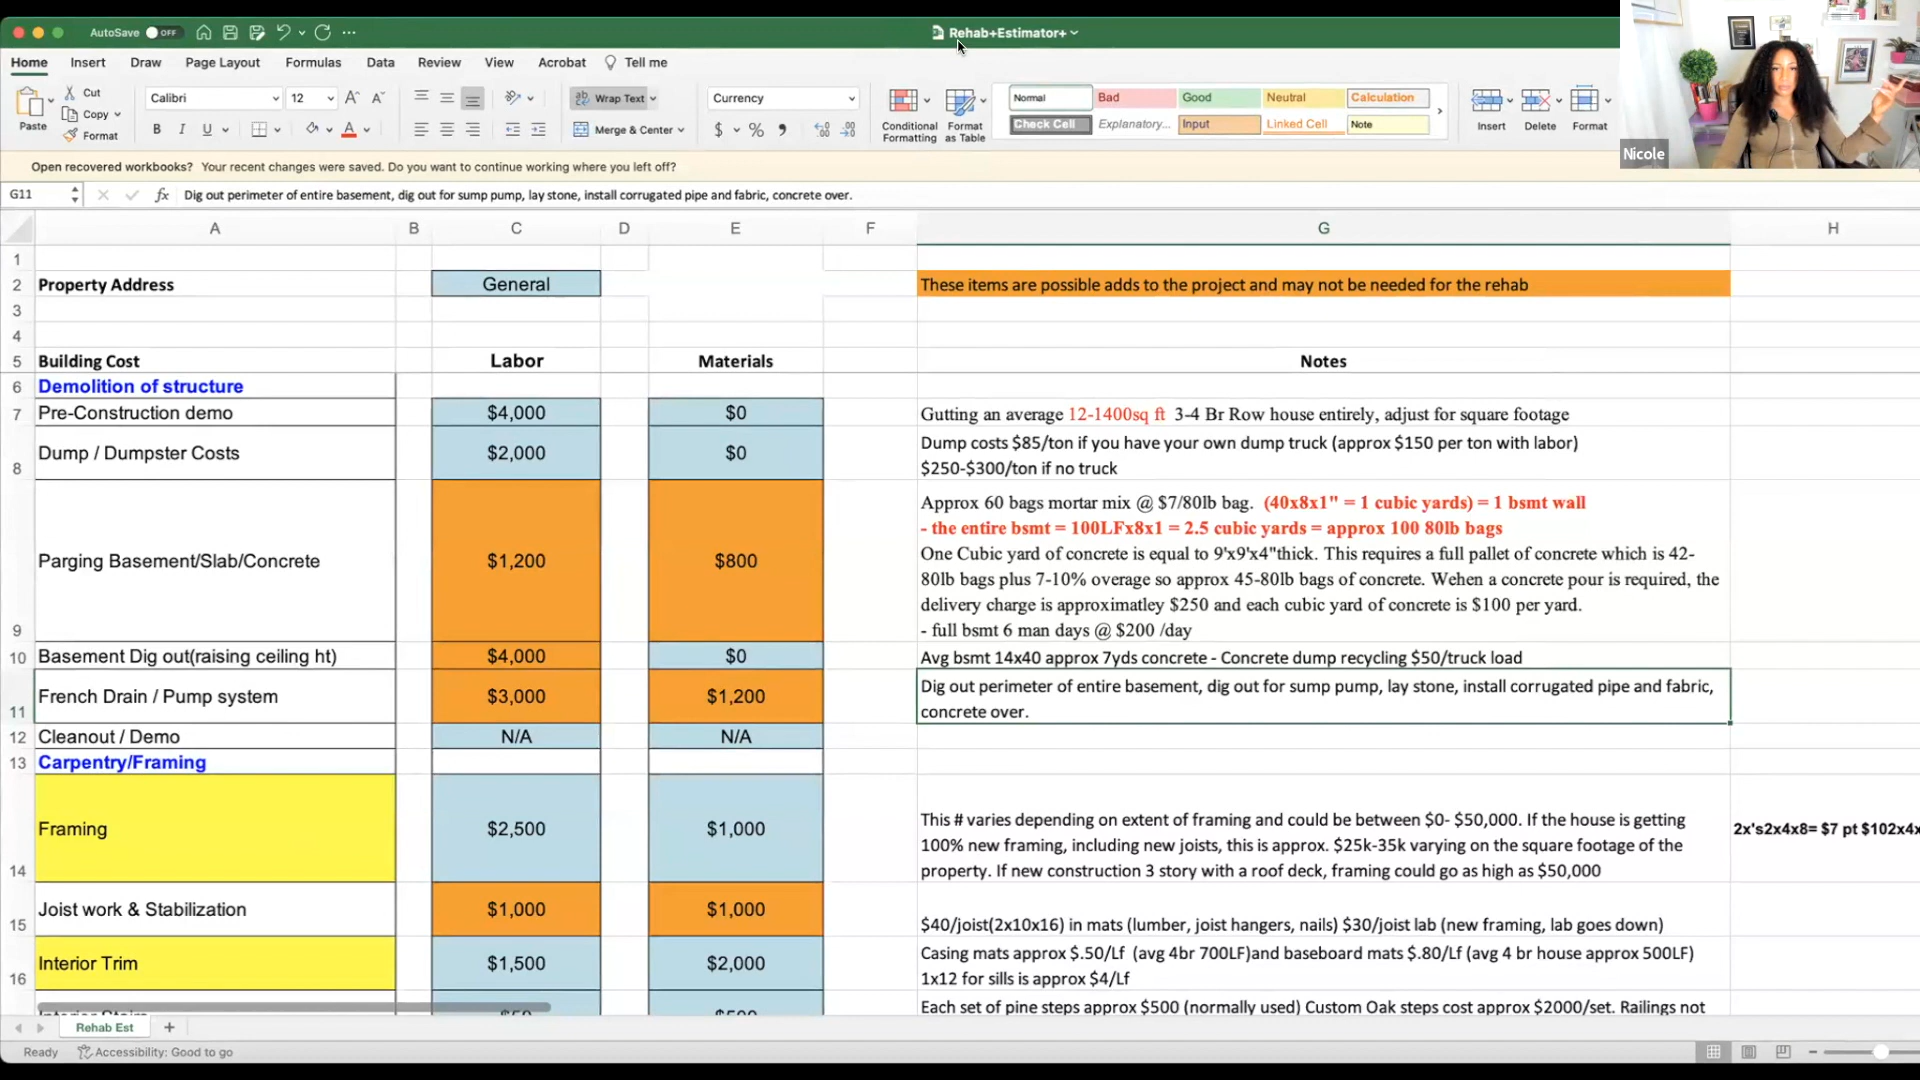 AutoSave OFF
Rehab+Estimator+
Home Insert Draw Page Layout Formulas Data Review View Acrobat Tell me
Paste
Cut
Copy
Format
Calibri 12
B I U
Wrap Text
Merge & Center
Currency
$ %
Conditional Formatting
Format as Table
Normal Bad Good Neutral Calculation
Check Cell Explanatory... Input Linked Cell Note
Insert Delete Format
Nicole
Open recovered workbooks? Your recent changes were saved. Do you want to continue working where you left off?
G11 fx Dig out perimeter of entire basement, dig out for sump pump, lay stone, install corrugated pipe and fabric, concrete over.
A B C D E F G H
1
2 Property Address General These items are possible adds to the project and may not be needed for the rehab
3
4
5 Building Cost Labor Materials Notes
6 Demolition of structure
7 Pre-Construction demo $4,000 $0 Gutting an average 12-1400sq ft 3-4 Br Row house entirely, adjust for square footage
8 Dump / Dumpster Costs $2,000 $0 Dump costs $85/ton if you have your own dump truck (approx $150 per ton with labor)
$250-$300/ton if no truck
9 Parging Basement/Slab/Concrete $1,200 $800 Approx 60 bags mortar mix @ $7/80lb bag. (40x8x1" = 1 cubic yards) = 1 bsmt wall
- the entire bsmt = 100LFx8x1 = 2.5 cubic yards = approx 100 80lb bags
One Cubic yard of concrete is equal to 9'x9'x4"thick. This requires a full pallet of concrete which is 42-
80lb bags plus 7-10% overage so approx 45-80lb bags of concrete. Wehen a concrete pour is required, the
delivery charge is approximatley $250 and each cubic yard of concrete is $100 per yard.
- full bsmt 6 man days @ $200 /day
10 Basement Dig out(raising ceiling ht) $4,000 $0 Avg bsmt 14x40 approx 7yds concrete - Concrete dump recycling $50/truck load
11 French Drain / Pump system $3,000 $1,200 Dig out perimeter of entire basement, dig out for sump pump, lay stone, install corrugated pipe and fabric,
concrete over.
12 Cleanout / Demo N/A N/A
13 Carpentry/Framing
14 Framing $2,500 $1,000 This # varies depending on extent of framing and could be between $0- $50,000. If the house is getting
100% new framing, including new joists, this is approx. $25k-35k varying on the square footage of the
property. If new construction 3 story with a roof deck, framing could go as high as $50,000
2x's2x4x8= $7 pt $102x4x
15 Joist work & Stabilization $1,000 $1,000 $40/joist(2x10x16) in mats (lumber, joist hangers, nails) $30/joist lab (new framing, lab goes down)
16 Interior Trim $1,500 $2,000 Casing mats approx $.50/Lf (avg 4br 700LF)and baseboard mats $.80/Lf (avg 4 br house approx 500LF)
1x12 for sills is approx $4/Lf
Each set of pine steps approx $500 (normally used) Custom Oak steps cost approx $2000/set. Railings not
Rehab Est +
Ready Accessibility: Good to go